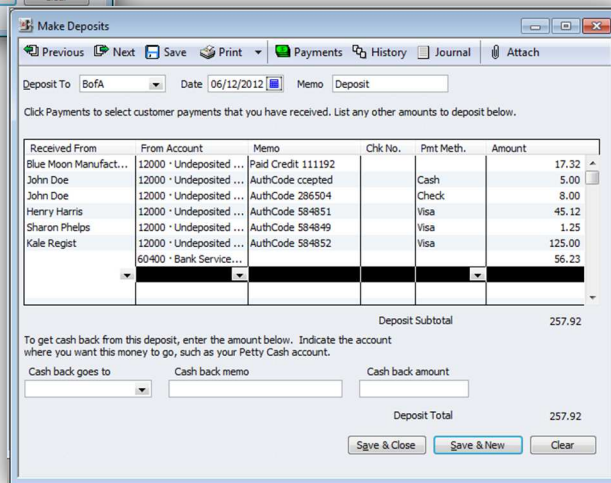 Make Deposits
Previous Next Save Print Payments History Journal Attach
Deposit To BofA Date 06/12/2012 Memo Deposit
Click Payments to select customer payments that you have received. List any other amounts to deposit below.
Received From From Account Memo Chk No. Pmt Meth. Amount
Blue Moon Manufact... 12000 · Undeposited ... Paid Credit 111192 17.32
John Doe 12000 · Undeposited ... AuthCode ccepted Cash 5.00
John Doe 12000 · Undeposited ... AuthCode 286504 Check 8.00
Henry Harris 12000 · Undeposited ... AuthCode 584851 Visa 45.12
Sharon Phelps 12000 · Undeposited ... AuthCode 584849 Visa 1.25
Kale Regist 12000 · Undeposited ... AuthCode 584852 Visa 125.00
60400 · Bank Service... 56.23
Deposit Subtotal 257.92
To get cash back from this deposit, enter the amount below. Indicate the account
where you want this money to go, such as your Petty Cash account.
Cash back goes to Cash back memo Cash back amount
Deposit Total 257.92
Save & Close Save & New Clear